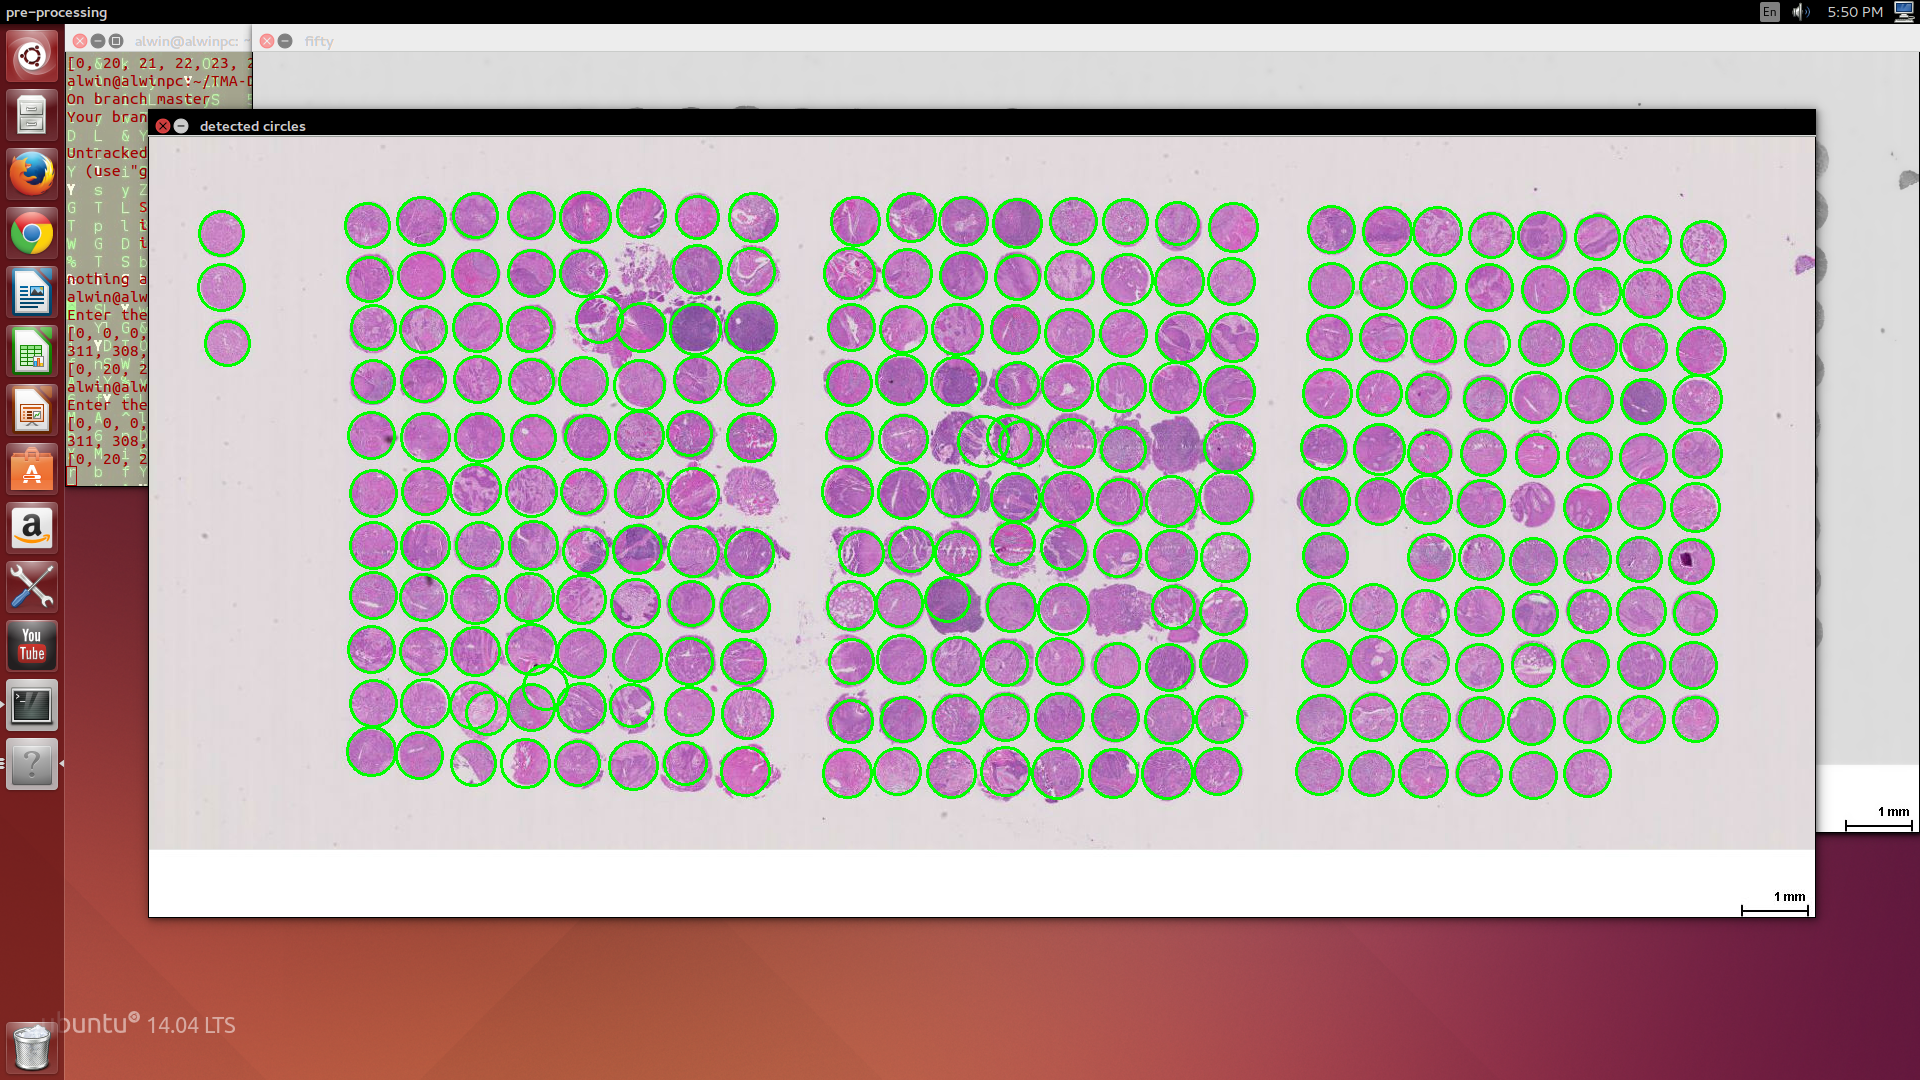 pre-processing
En
5:50 PM
alwin@alwinpc: ~
fifty
[0, 20, 21, 22, 23, 2
alwin@alwinpc:~/TMA-D
On branch master
Your bran
Untracked
(use "g
nothing a
alwin@alw
Enter the
[0, 0, 0,
311, 308,
[0, 20, 2
alwin@alw
Enter the
[0, 0, 0,
311, 308,
[0, 20, 2
detected circles
1 mm
1 mm
You
Tube
ubuntu 14.04 LTS